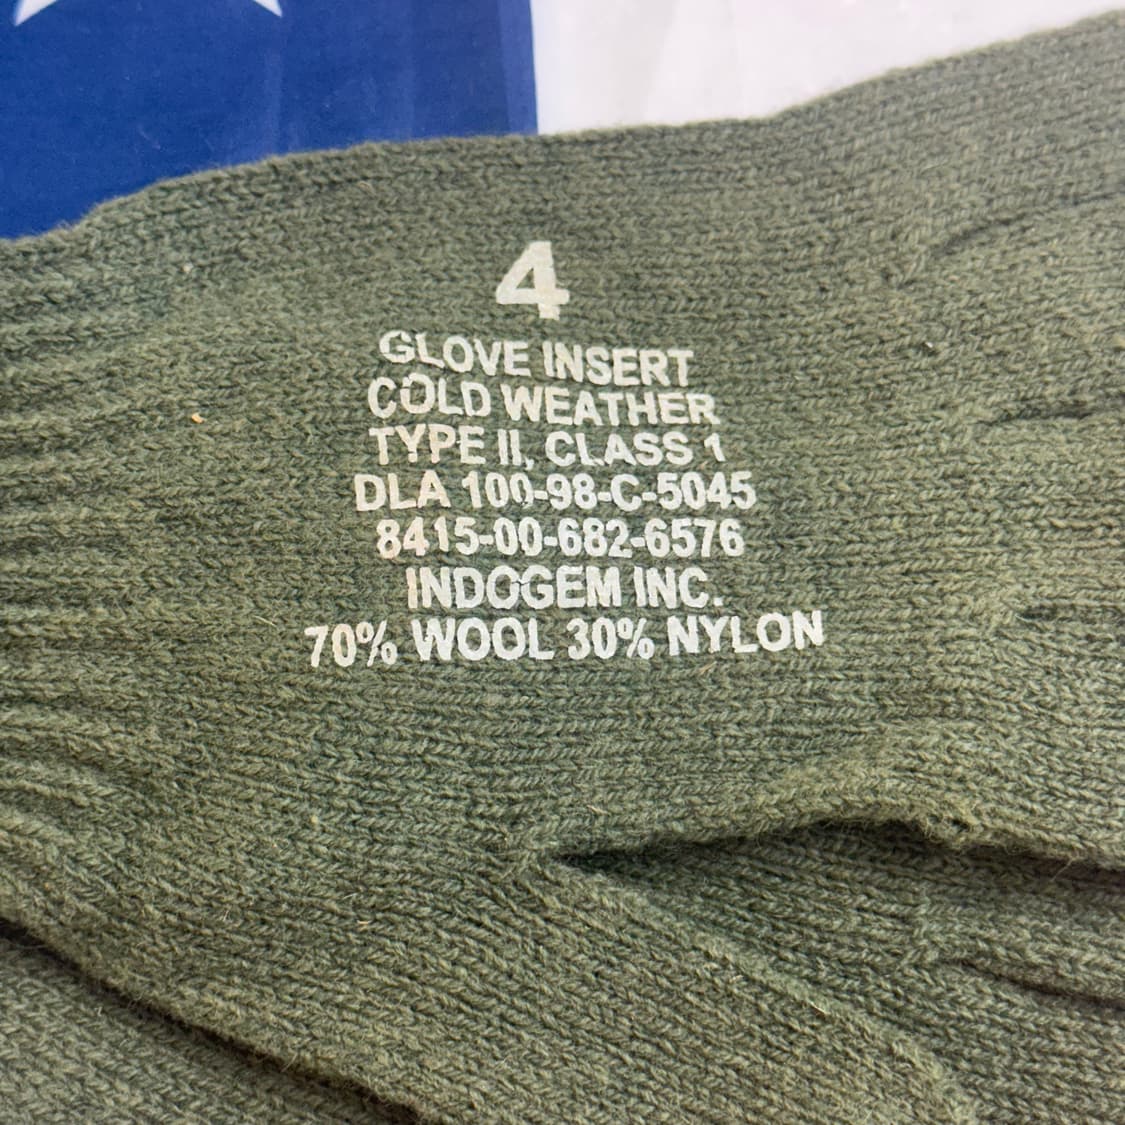 4
GLOVE INSERT
COLD WEATHER
TYPE II, CLASS 1
DLA 100-98-C-5045
8415-00-682-6576
INDOGEM INC.
70% WOOL 30% NYLON